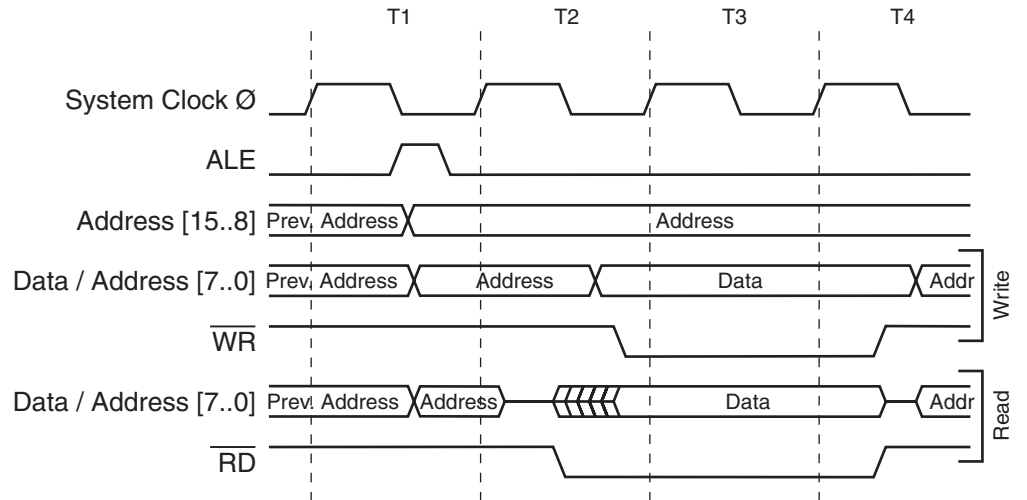 T1 T2 T3 T4
System Clock Ø
ALE
Address [15..8] Prev. Address Address
Data / Address [7..0] Prev. Address Address Data Addr
WR
Write
Data / Address [7..0] Prev. Address Address Data Addr
RD
Read